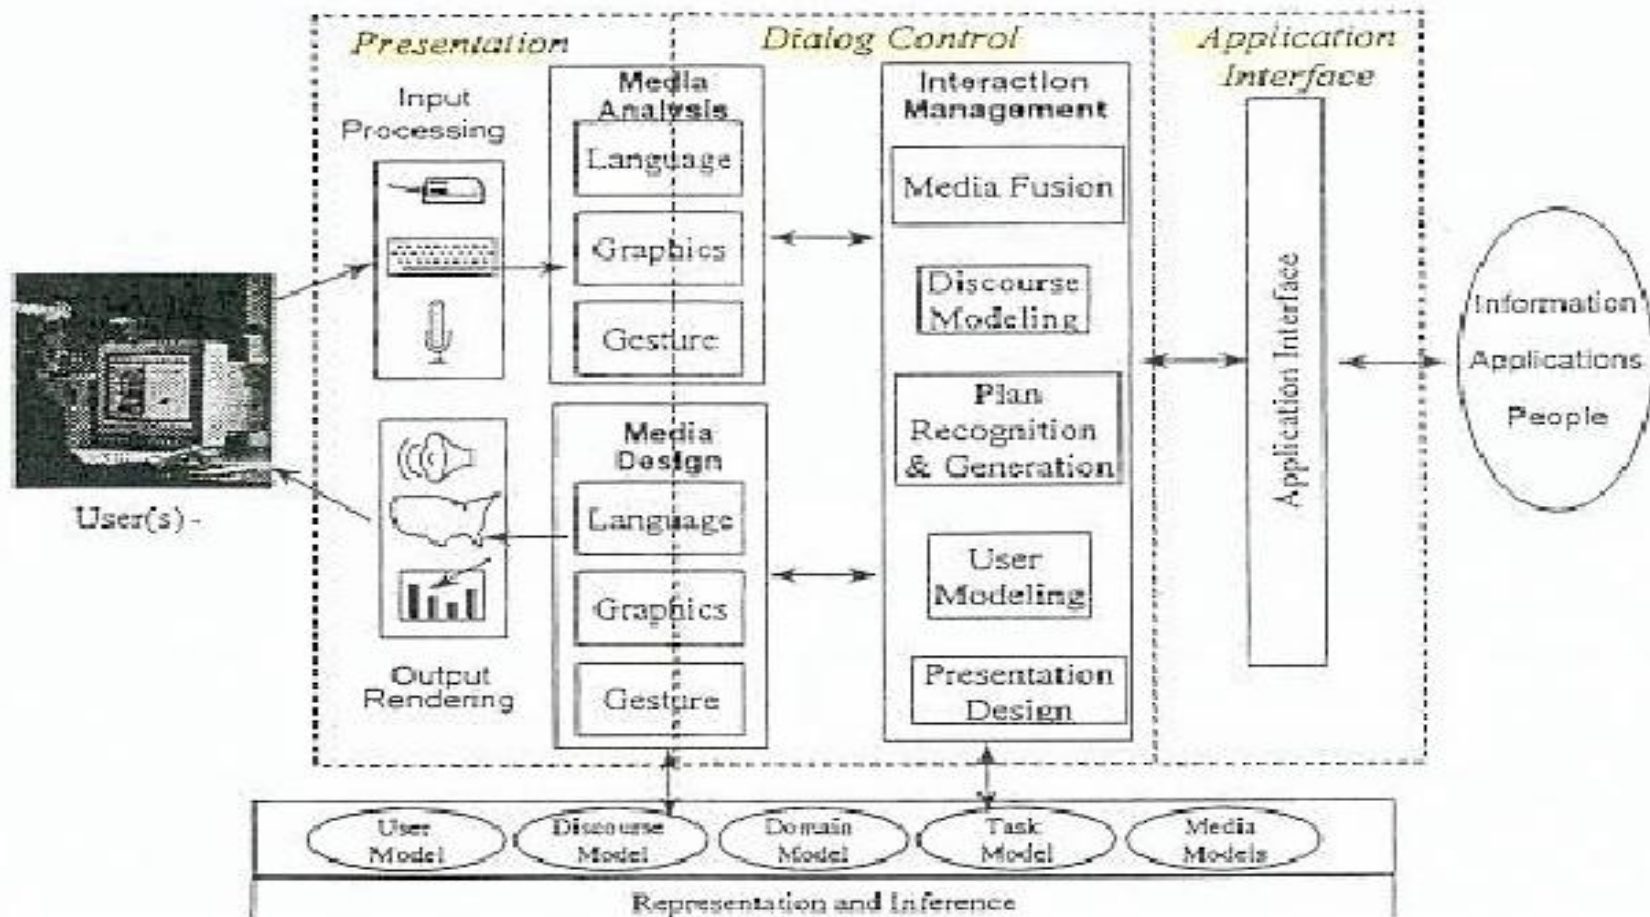 Presentation
Dialog Control
Application
Interface
Input
Processing
Media
Analysis
Language
Graphics
Gesture
Interaction
Management
Media Fusion
Discourse
Modeling
Plan
Recognition
& Generation
User
Modeling
Presentation
Design
Application Interface
Information
Applications
People
User(s) -
Media
Design
Language
Graphics
Gesture
Output
Rendering
User
Model
Discourse
Model
Domain
Model
Task
Model
Media
Models
Representation and Inference